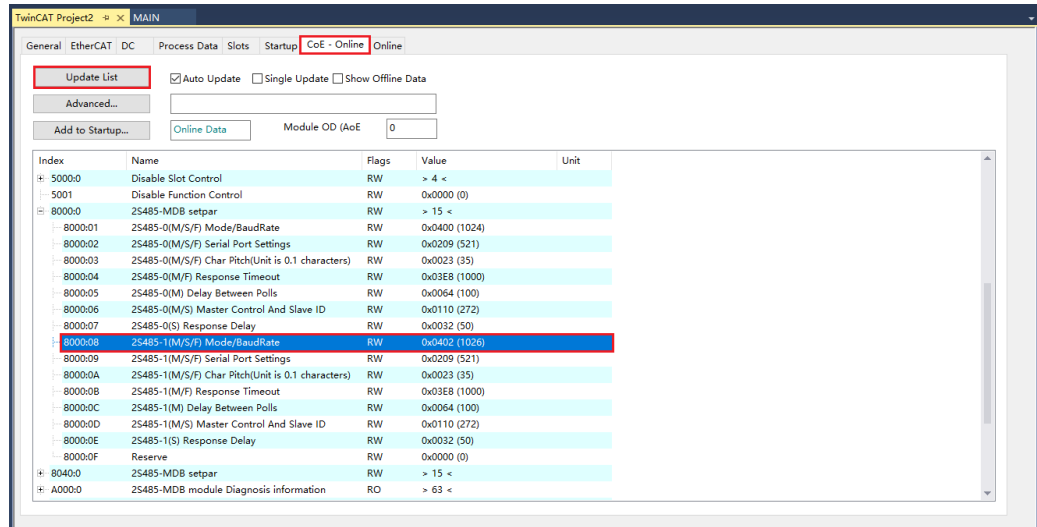 TwinCAT Project2 MAIN
General EtherCAT DC Process Data Slots Startup CoE - Online Online
Update List Auto Update Single Update Show Offline Data
Advanced...
Add to Startup... Online Data Module OD (AoE 0
Index Name Flags Value Unit
5000:0 Disable Slot Control RW > 4 <
5001 Disable Function Control RW 0x0000 (0)
8000:0 2S485-MDB setpar RW > 15 <
8000:01 2S485-0(M/S/F) Mode/BaudRate RW 0x0400 (1024)
8000:02 2S485-0(M/S/F) Serial Port Settings RW 0x0209 (521)
8000:03 2S485-0(M/S/F) Char Pitch(Unit is 0.1 characters) RW 0x0023 (35)
8000:04 2S485-0(M/F) Response Timeout RW 0x03E8 (1000)
8000:05 2S485-0(M) Delay Between Polls RW 0x0064 (100)
8000:06 2S485-0(M/S) Master Control And Slave ID RW 0x0110 (272)
8000:07 2S485-0(S) Response Delay RW 0x0032 (50)
8000:08 2S485-1(M/S/F) Mode/BaudRate RW 0x0402 (1026)
8000:09 2S485-1(M/S/F) Serial Port Settings RW 0x0209 (521)
8000:0A 2S485-1(M/S/F) Char Pitch(Unit is 0.1 characters) RW 0x0023 (35)
8000:0B 2S485-1(M/F) Response Timeout RW 0x03E8 (1000)
8000:0C 2S485-1(M) Delay Between Polls RW 0x0064 (100)
8000:0D 2S485-1(M/S) Master Control And Slave ID RW 0x0110 (272)
8000:0E 2S485-1(S) Response Delay RW 0x0032 (50)
8000:0F Reserve RW 0x0000 (0)
8040:0 2S485-MDB setpar RW > 15 <
A000:0 2S485-MDB module Diagnosis information RO > 63 <